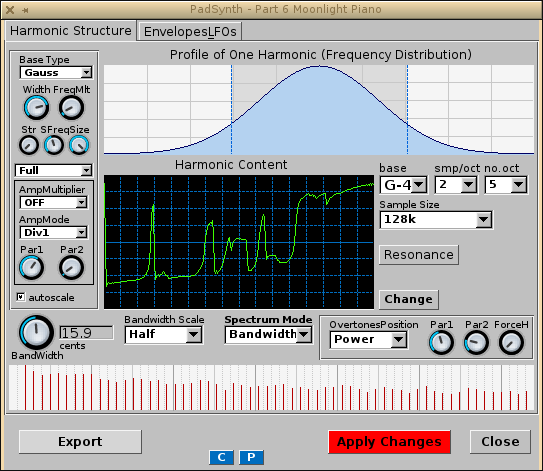 PadSynth - Part 6 Moonlight Piano
Harmonic Structure
EnvelopesLFOs
Base Type
Gauss
Width FreqMlt
Str SFreqSize
Full
AmpMultiplier
OFF
AmpMode
Div1
Par1 Par2
autoscale
Profile of One Harmonic (Frequency Distribution)
Harmonic Content
base smp/oct no.oct
G-4 2 5
Sample Size
128k
Resonance
Change
BandWidth
15.9
cents
Bandwidth Scale
Half
Spectrum Mode
Bandwidth
OvertonesPosition
Power
Par1 Par2 ForceH
Export
C P
Apply Changes
Close